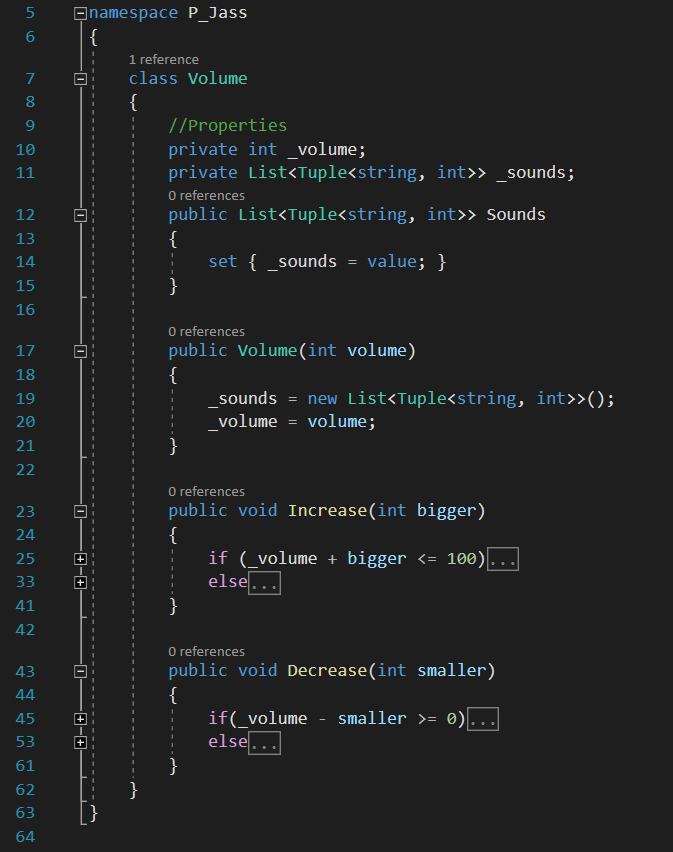 5 namespace P_Jass
6 {
1 reference
7 class Volume
8 {
9 //Properties
10 private int _volume;
11 private List<Tuple<string, int>> _sounds;
0 references
12 public List<Tuple<string, int>> Sounds
13 {
14 set { _sounds = value; }
15 }
16
0 references
17 public Volume(int volume)
18 {
19 _sounds = new List<Tuple<string, int>>();
20 _volume = volume;
21 }
22
0 references
23 public void Increase(int bigger)
24 {
25 if (_volume + bigger <= 100)...
33 else...
41 }
42
0 references
43 public void Decrease(int smaller)
44 {
45 if(_volume - smaller >= 0)...
53 else...
61 }
62 }
63 }
64